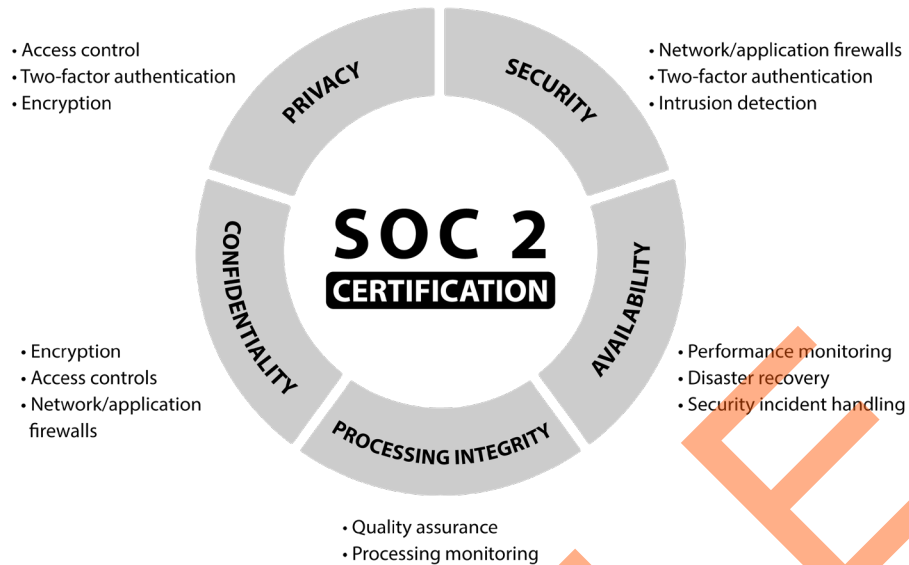 • Access control
• Two-factor authentication
• Encryption
PRIVACY
SECURITY
• Network/application firewalls
• Two-factor authentication
• Intrusion detection
SOC 2
CERTIFICATION
CONFIDENTIALITY
AVAILABILITY
• Encryption
• Access controls
• Network/application
firewalls
• Performance monitoring
• Disaster recovery
• Security incident handling
PROCESSING INTEGRITY
• Quality assurance
• Processing monitoring